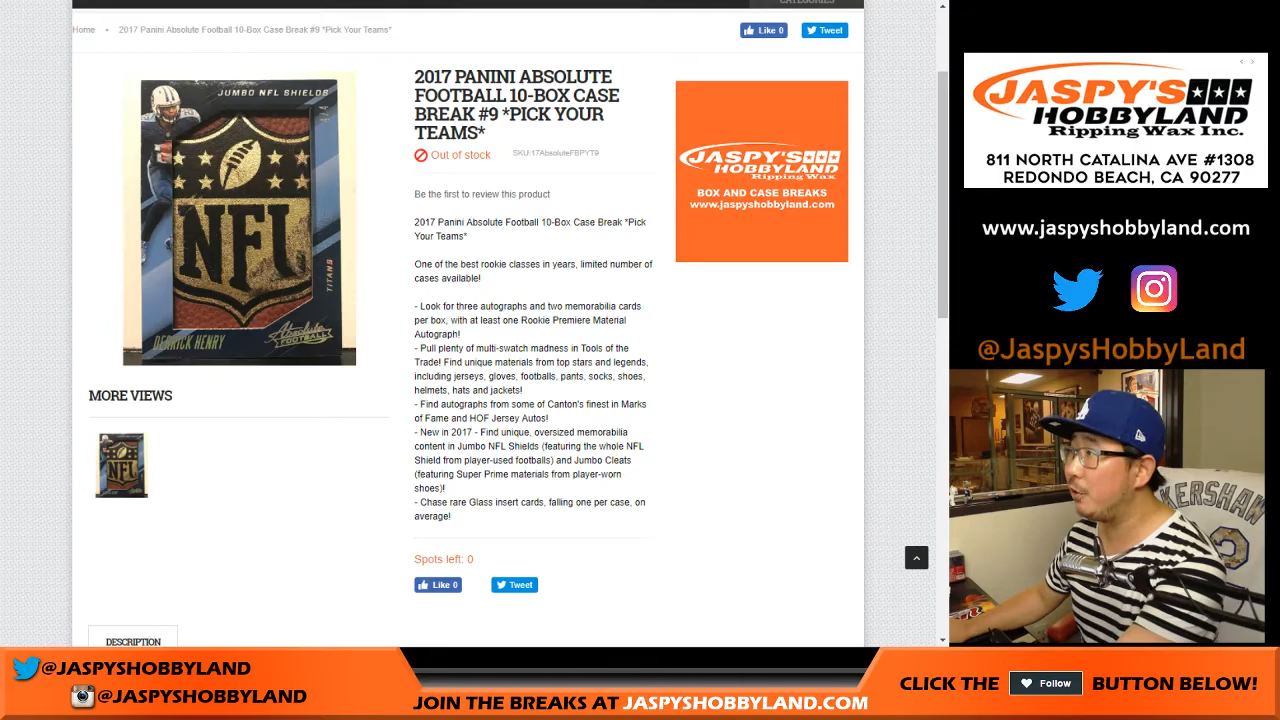 CATEGORIES
Home • 2017 Panini Absolute Football 10-Box Case Break #9 *Pick Your Teams*
Like 0
Tweet
JUMBO NFL SHIELDS
NFL
TITANS
DERRICK HENRY
Absolute
FOOTBALL
MORE VIEWS
NFL
2017 PANINI ABSOLUTE
FOOTBALL 10-BOX CASE
BREAK #9 *PICK YOUR
TEAMS*
Out of stock
SKU:17AbsoluteFBPYT9
Be the first to review this product
2017 Panini Absolute Football 10-Box Case Break *Pick
Your Teams*
One of the best rookie classes in years, limited number of
cases available!
- Look for three autographs and two memorabilia cards
per box, with at least one Rookie Premiere Material
Autograph!
- Pull plenty of multi-swatch madness in Tools of the
Trade! Find unique materials from top stars and legends,
including jerseys, gloves, footballs, pants, socks, shoes,
helmets, hats and jackets!
- Find autographs from some of Canton's finest in Marks
of Fame and HOF Jersey Autos!
- New in 2017 - Find unique, oversized memorabilia
content in Jumbo NFL Shields (featuring the whole NFL
Shield from player-used footballs) and Jumbo Cleats
(featuring Super Prime materials from player-worn
shoes)!
- Chase rare Glass insert cards, falling one per case, on
average!
Spots left: 0
Like 0
Tweet
DESCRIPTION
JASPY'S
HOBBYLAND
Ripping Wax
BOX AND CASE BREAKS
www.jaspyshobbyland.com
JASPY'S
HOBBYLAND
Ripping Wax Inc.
811 NORTH CATALINA AVE #1308
REDONDO BEACH, CA 90277
www.jaspyshobbyland.com
@JaspysHobbyLand
KERSHAW
@JASPYSHOBBYLAND
@JASPYSHOBBYLAND
JOIN THE BREAKS AT JASPYSHOBBYLAND.COM
CLICK THE Follow BUTTON BELOW!